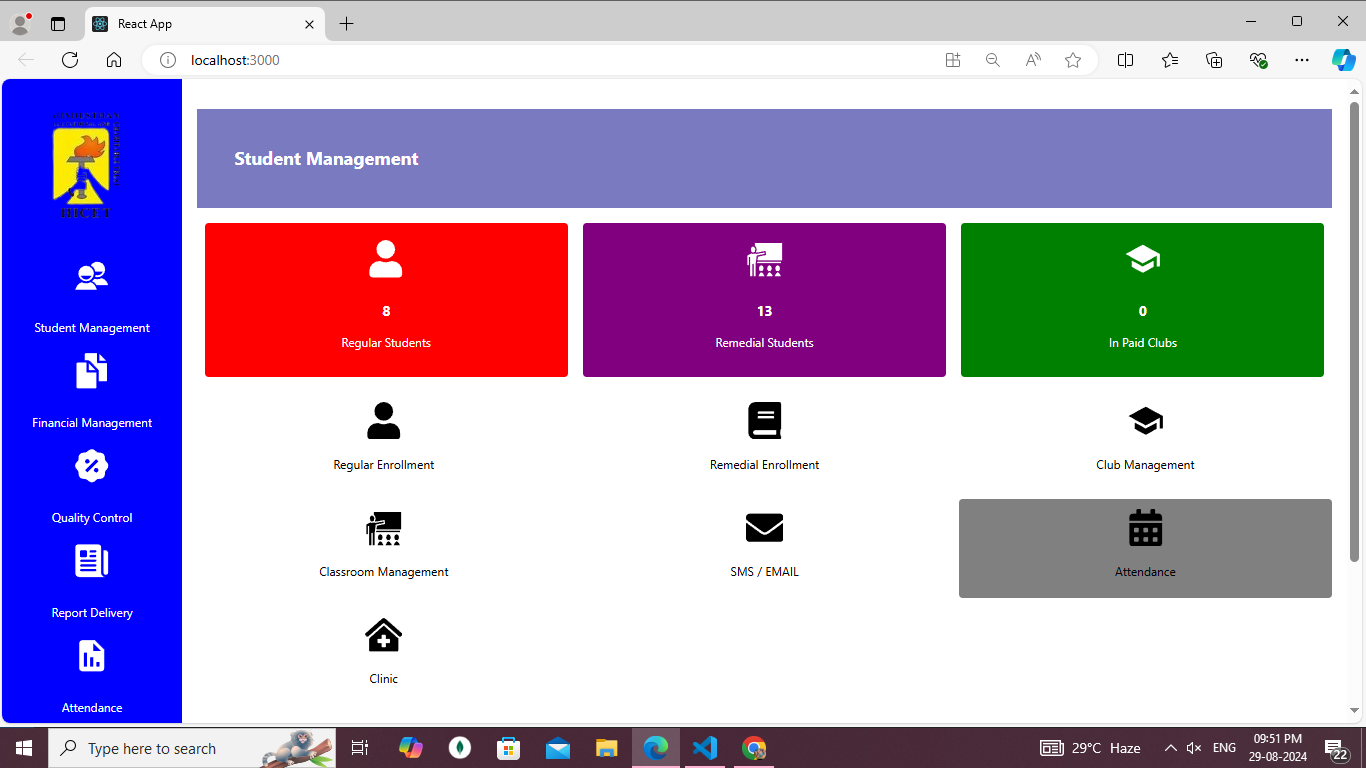 React App
localhost:3000
HICET
Student Management
Financial Management
Quality Control
Report Delivery
Attendance
Student Management
8
Regular Students
13
Remedial Students
0
In Paid Clubs
Regular Enrollment
Remedial Enrollment
Club Management
Classroom Management
SMS / EMAIL
Attendance
Clinic
Type here to search
29°C Haze
ENG
09:51 PM
29-08-2024
22